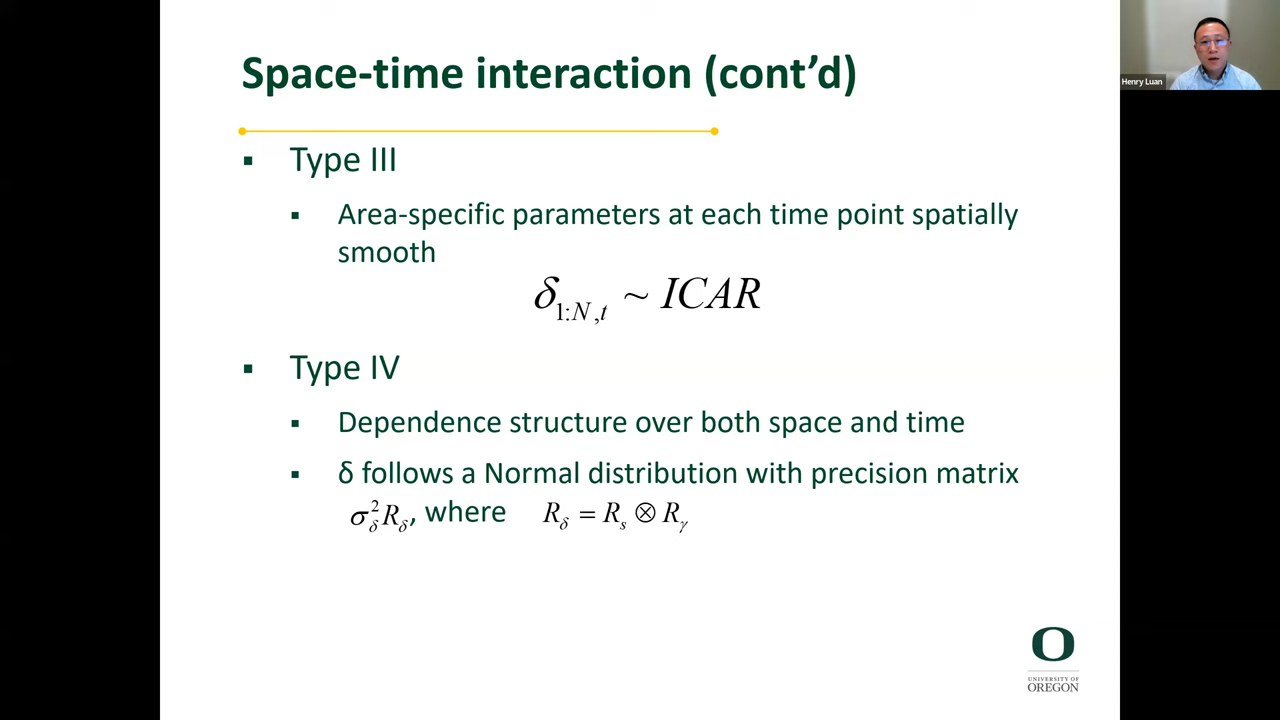 Space-time interaction (cont’d)
Henry Luan
▪ Type III
▪ Area-specific parameters at each time point spatially
smooth
δ1:N,t ~ ICAR
▪ Type IV
▪ Dependence structure over both space and time
▪ δ follows a Normal distribution with precision matrix
σ²δRδ, where Rδ = Rs ⊗ Rγ
O
UNIVERSITY OF
OREGON